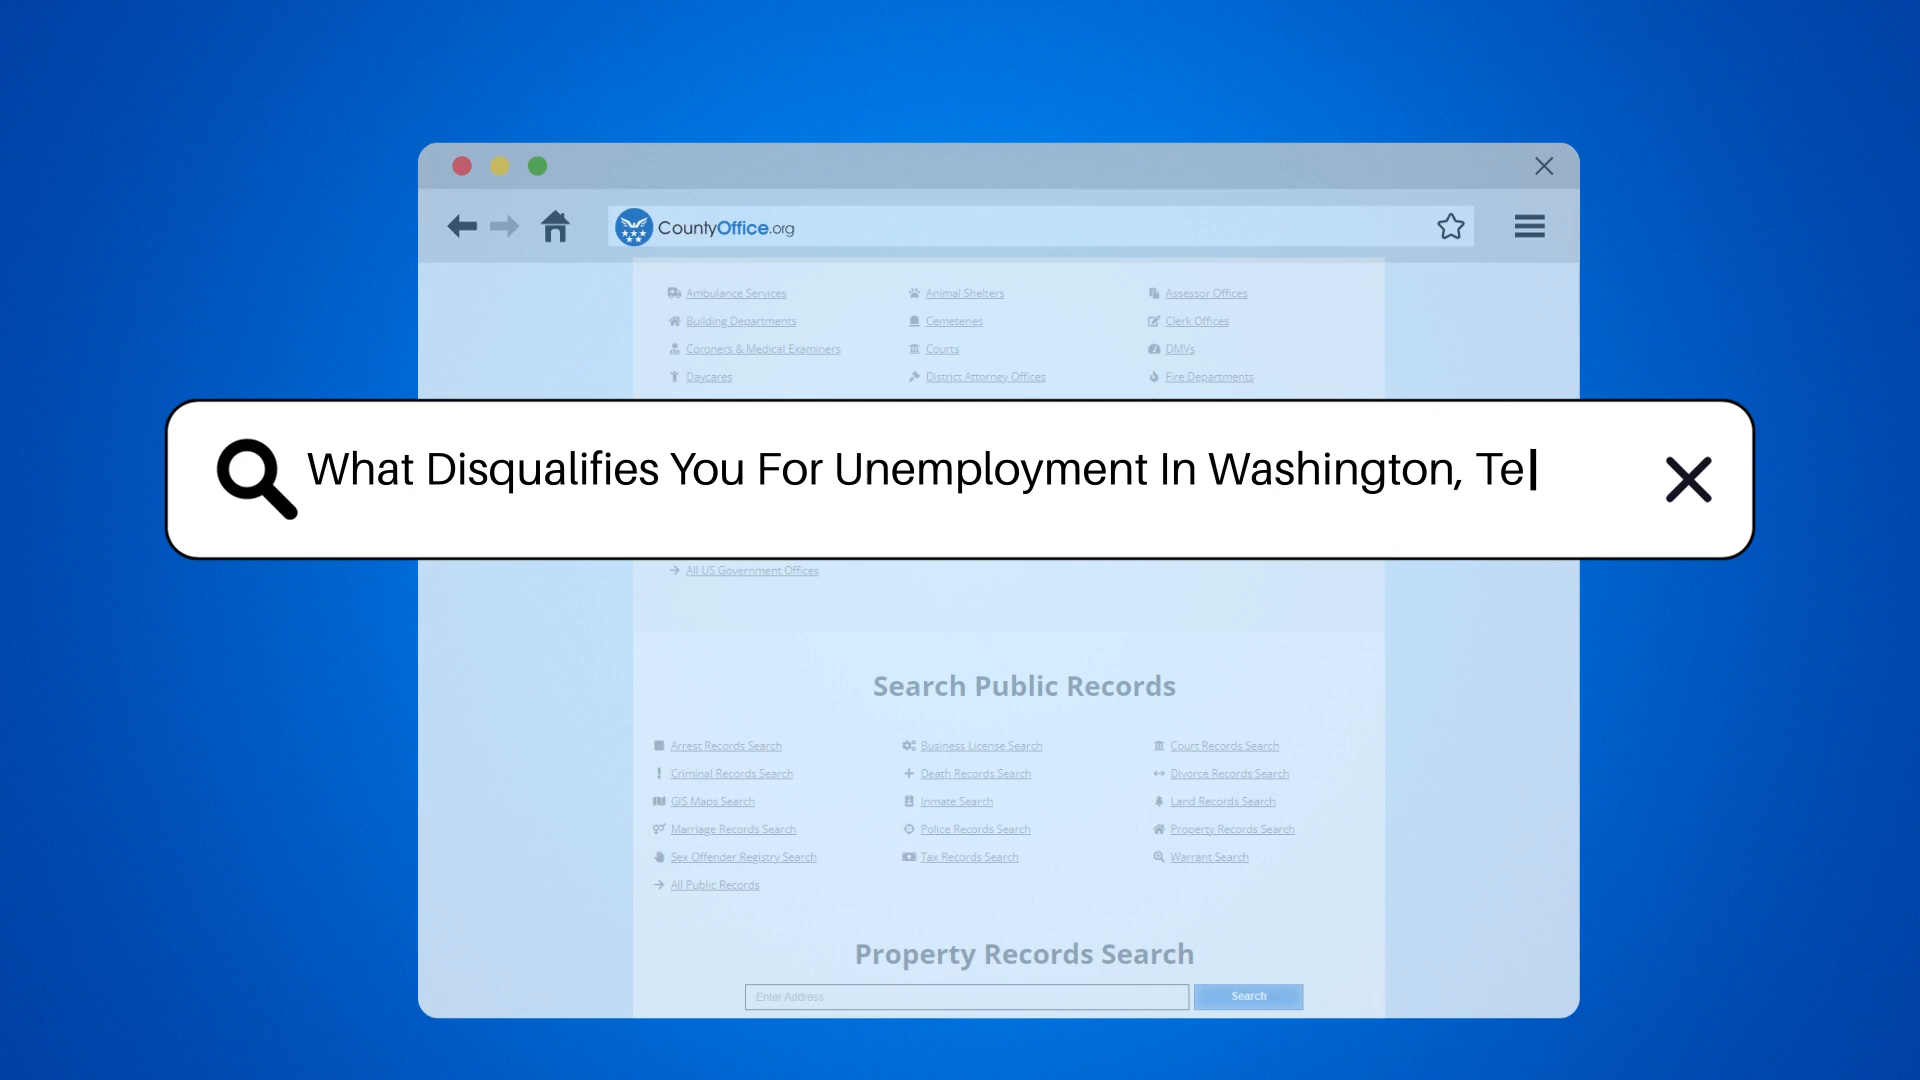 CountyOffice.org
Ambulance Services Animal Shelters Assessor Offices
Building Departments Cemeteries Clerk Offices
Coroners & Medical Examiners Courts DMVs
Daycares District Attorney Offices Fire Departments
What Disqualifies You For Unemployment In Washington, Te
All US Government Offices
Search Public Records
Arrest Records Search Business License Search Court Records Search
Criminal Records Search Death Records Search Divorce Records Search
GIS Maps Search Inmate Search Land Records Search
Marriage Records Search Police Records Search Property Records Search
Sex Offender Registry Search Tax Records Search Warrant Search
All Public Records
Property Records Search
Enter Address Search